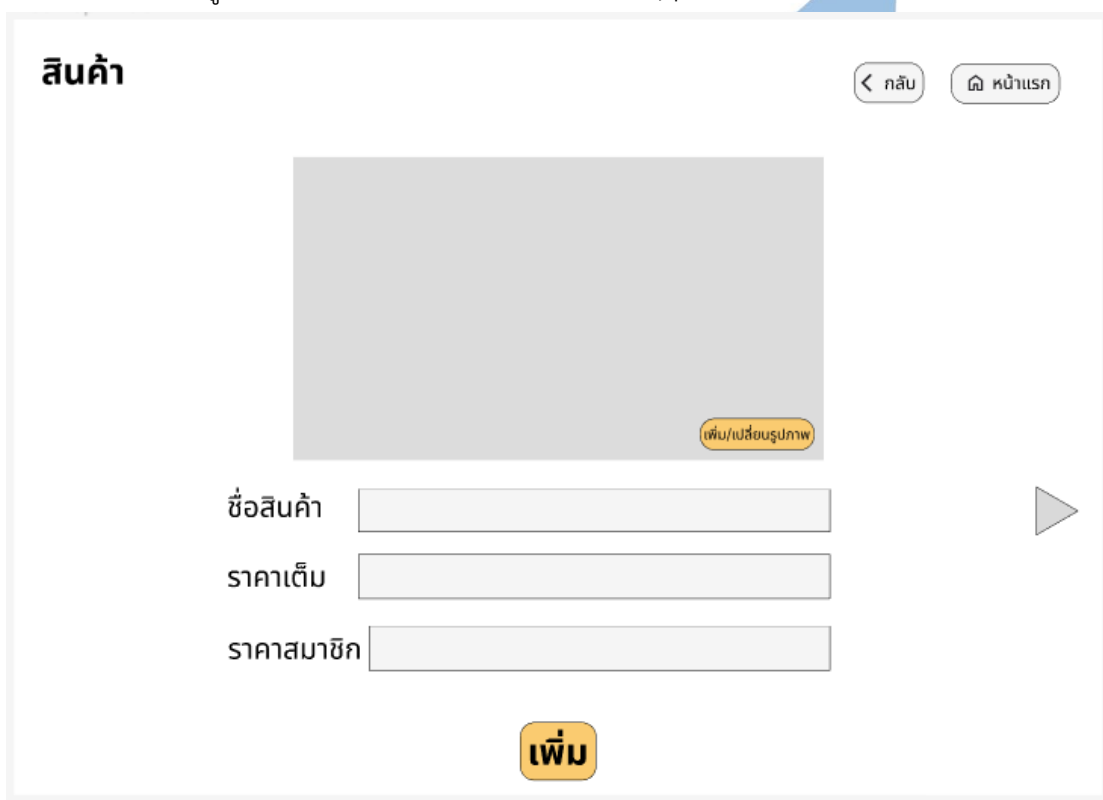 สินค้า
กลับ
หน้าแรก
เพิ่ม/เปลี่ยนรูปภาพ
ชื่อสินค้า
ราคาเต็ม
ราคาสมาชิก
เพิ่ม